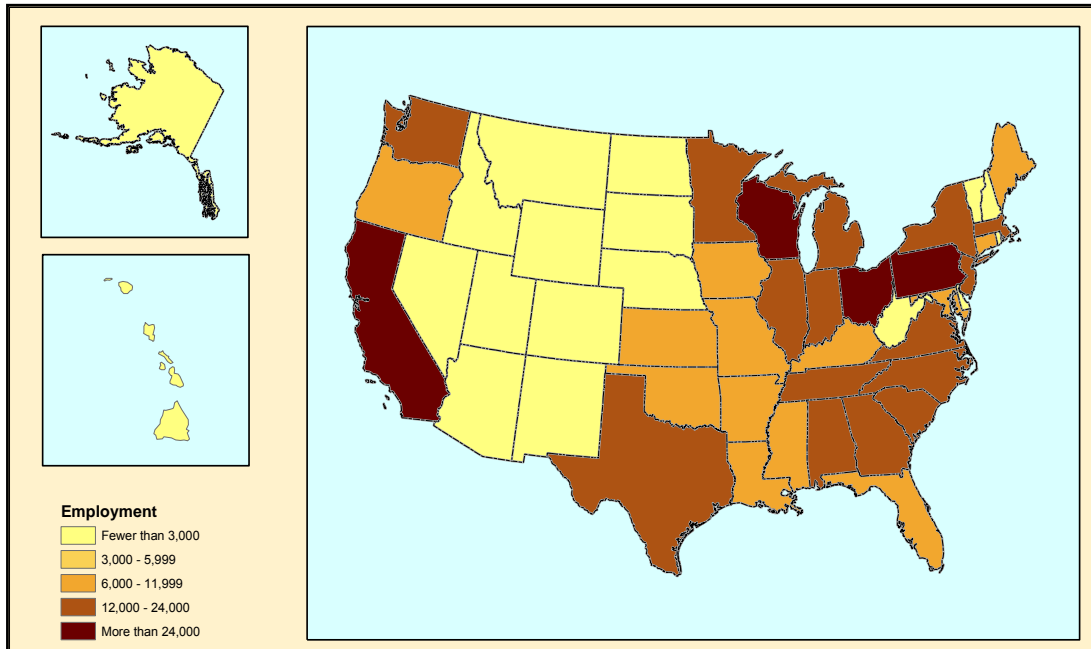 Employment
Fewer than 3,000
3,000 - 5,999
6,000 - 11,999
12,000 - 24,000
More than 24,000